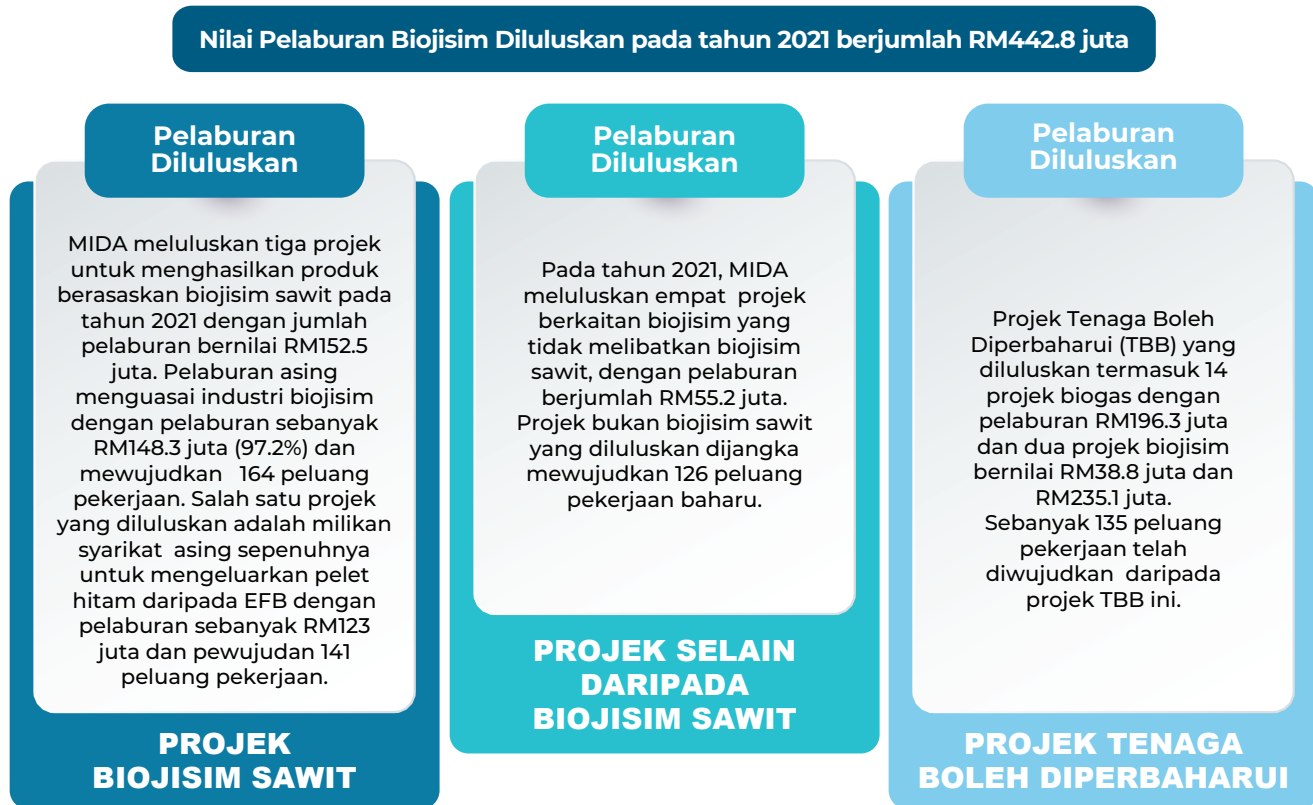 Nilai Pelaburan Biojisim Diluluskan pada tahun 2021 berjumlah RM442.8 juta
Pelaburan
Diluluskan
MIDA meluluskan tiga projek
untuk menghasilkan produk
berasaskan biojisim sawit pada
tahun 2021 dengan jumlah
pelaburan bernilai RM152.5
juta. Pelaburan asing
menguasai industri biojisim
dengan pelaburan sebanyak
RM148.3 juta (97.2%) dan
mewujudkan 164 peluang
pekerjaan. Salah satu projek
yang diluluskan adalah milikan
syarikat asing sepenuhnya
untuk mengeluarkan pelet
hitam daripada EFB dengan
pelaburan sebanyak RM123
juta dan pewujudan 141
peluang pekerjaan.
PROJEK
BIOJISIM SAWIT
Pelaburan
Diluluskan
Pada tahun 2021, MIDA
meluluskan empat projek
berkaitan biojisim yang
tidak melibatkan biojisim
sawit, dengan pelaburan
berjumlah RM55.2 juta.
Projek bukan biojisim sawit
yang diluluskan dijangka
mewujudkan 126 peluang
pekerjaan baharu.
PROJEK SELAIN
DARIPADA
BIOJISIM SAWIT
Pelaburan
Diluluskan
Projek Tenaga Boleh
Diperbaharui (TBB) yang
diluluskan termasuk 14
projek biogas dengan
pelaburan RM196.3 juta
dan dua projek biojisim
bernilai RM38.8 juta dan
RM235.1 juta.
Sebanyak 135 peluang
pekerjaan telah
diwujudkan daripada
projek TBB ini.
PROJEK TENAGA
BOLEH DIPERBAHARUI